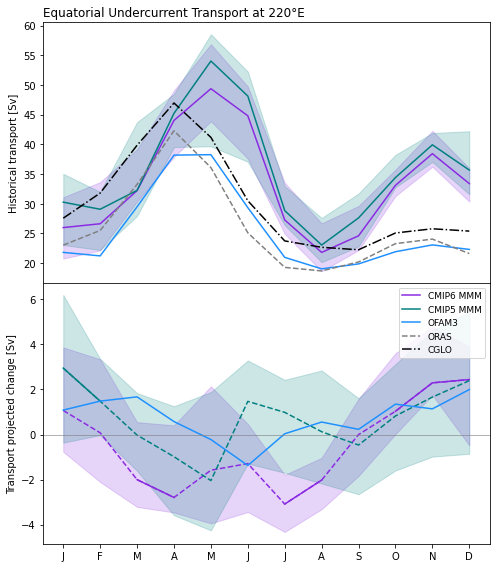 Equatorial Undercurrent Transport at 220°E
Historical transport [Sv]
60
55
50
45
40
35
30
25
20
Transport projected change [Sv]
6
4
2
0
−2
−4
CMIP6 MMM
CMIP5 MMM
OFAM3
ORAS
CGLO
J F M A M J J A S O N D